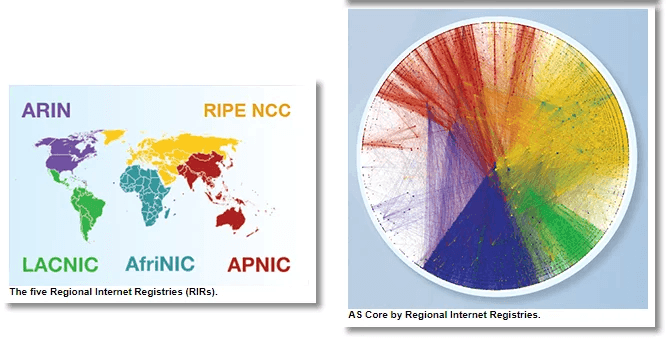 ARIN RIPE NCC
LACNIC AfriNIC APNIC
The five Regional Internet Registries (RIRs).
AS Core by Regional Internet Registries.